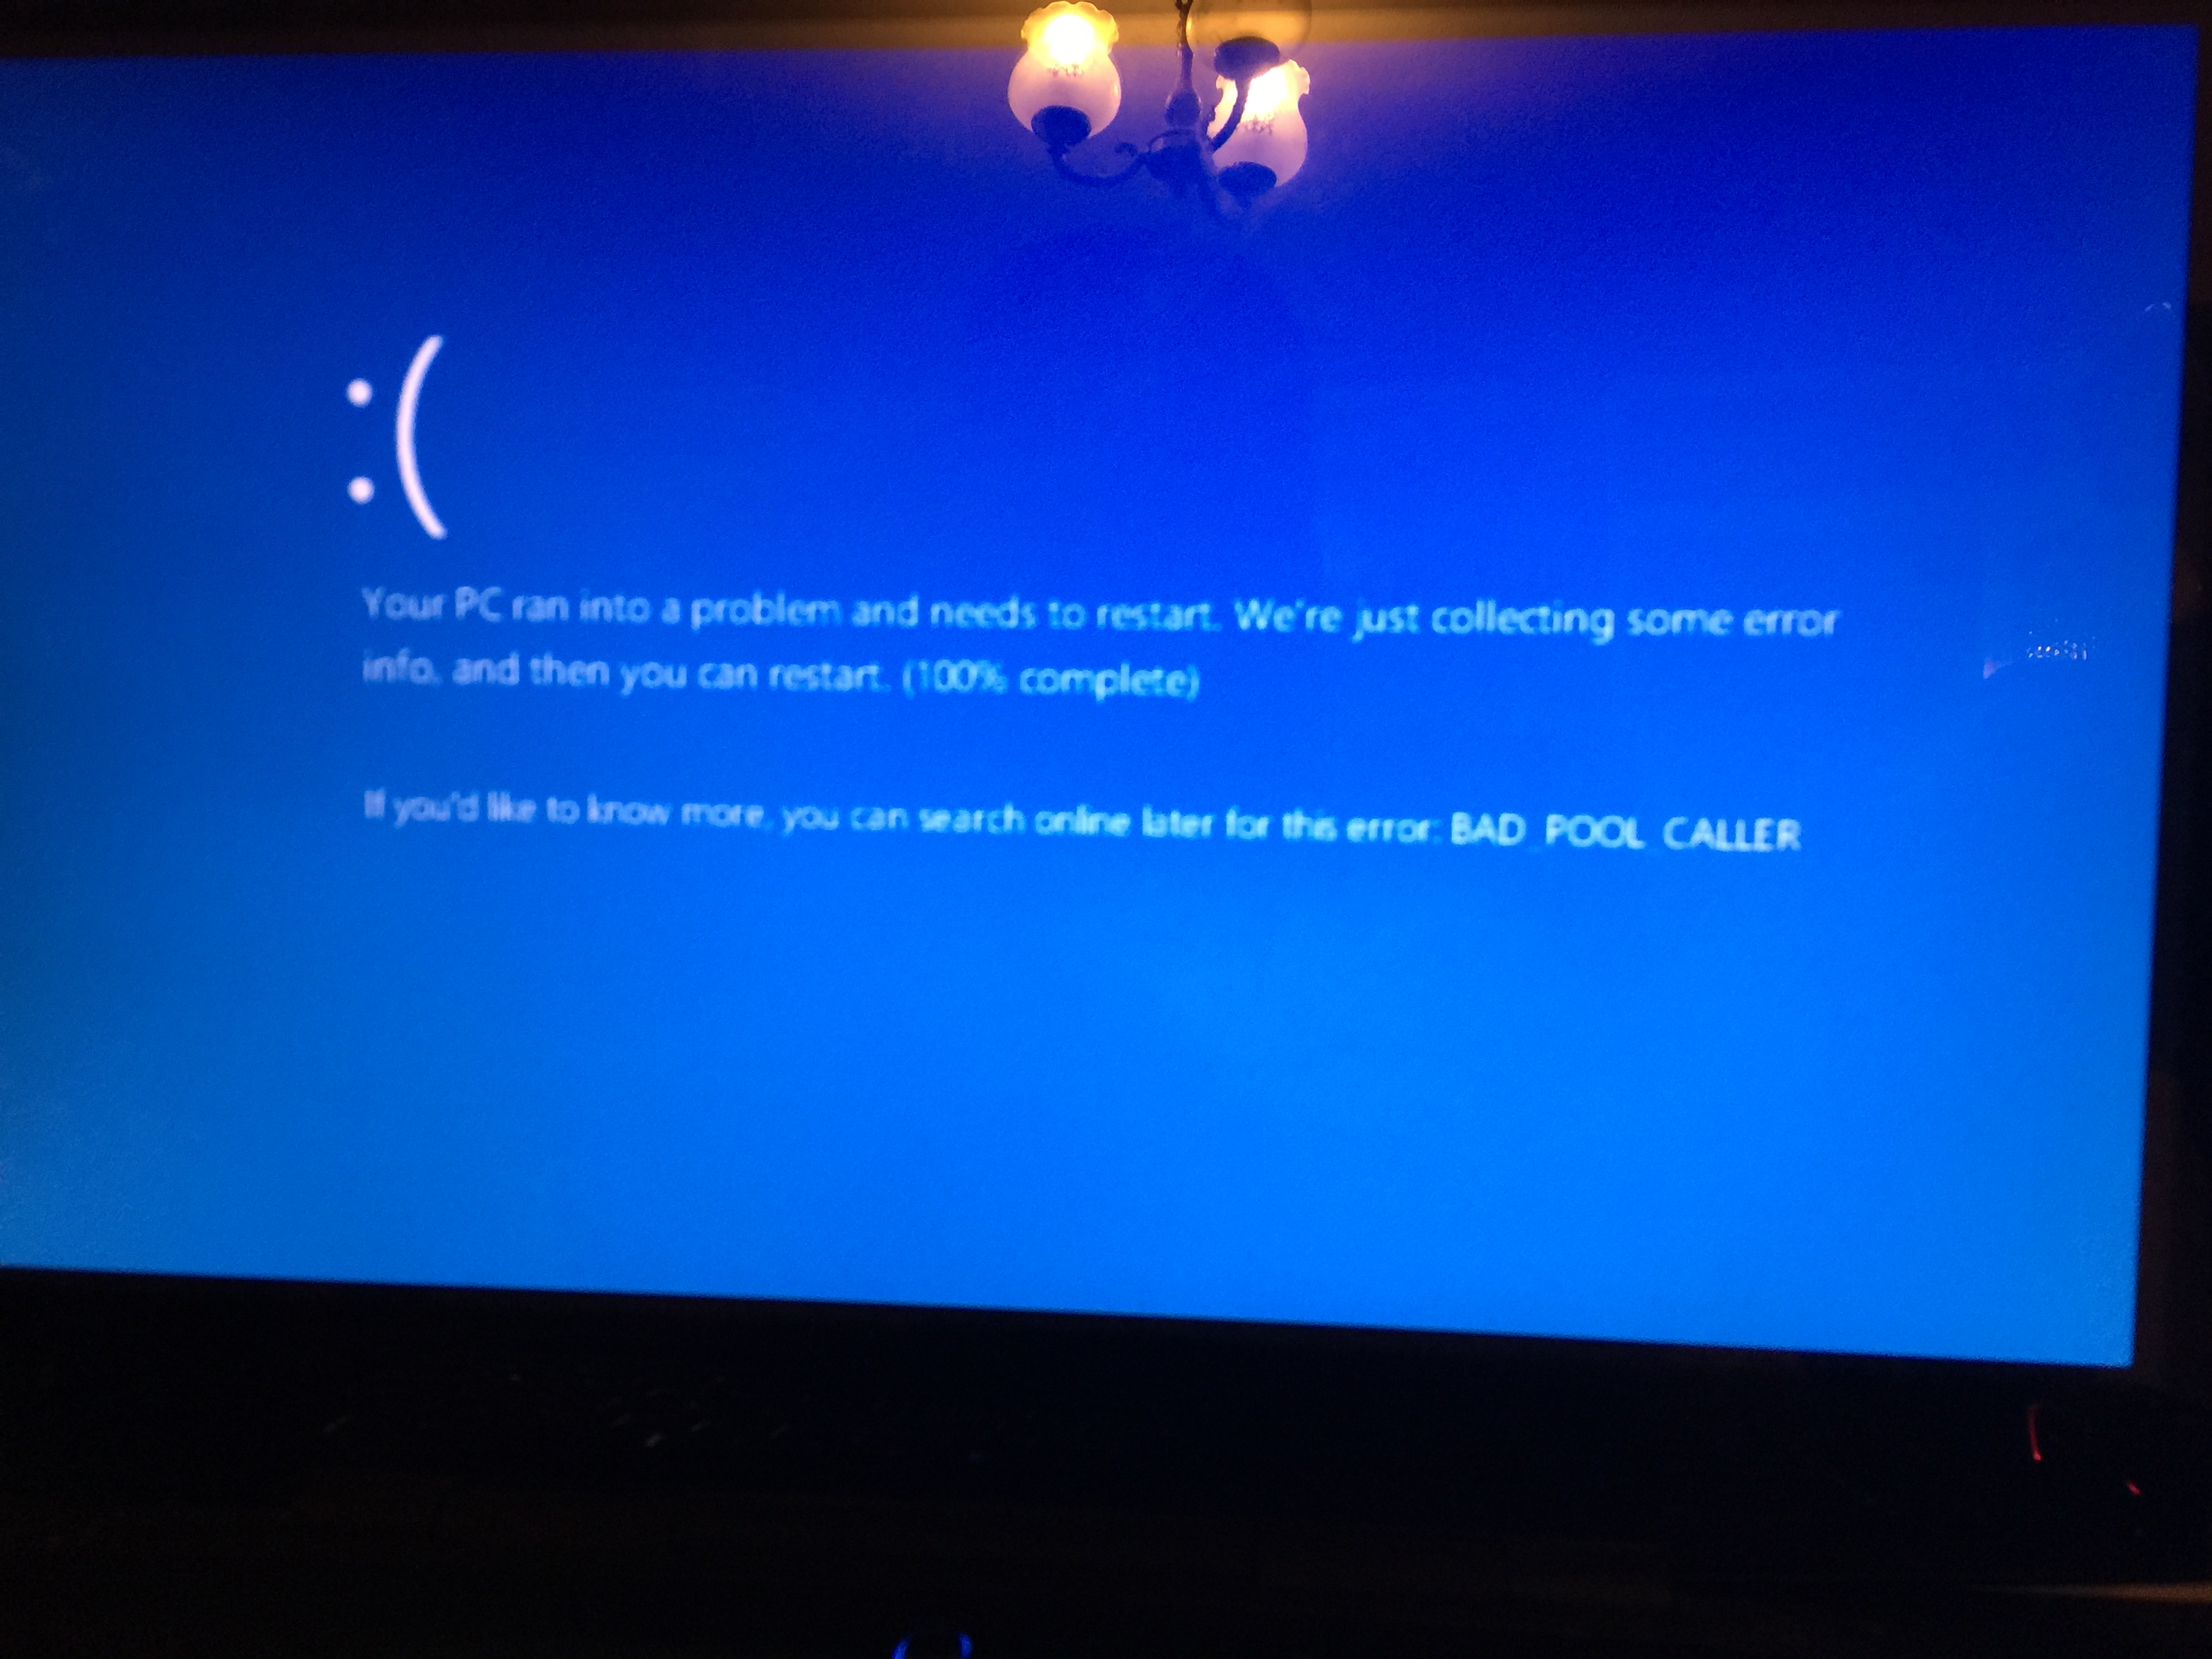 :(
Your PC ran into a problem and needs to restart. We're just collecting some error
info, and then you can restart. (100% complete)
If you'd like to know more, you can search online later for this error: BAD_POOL_CALLER